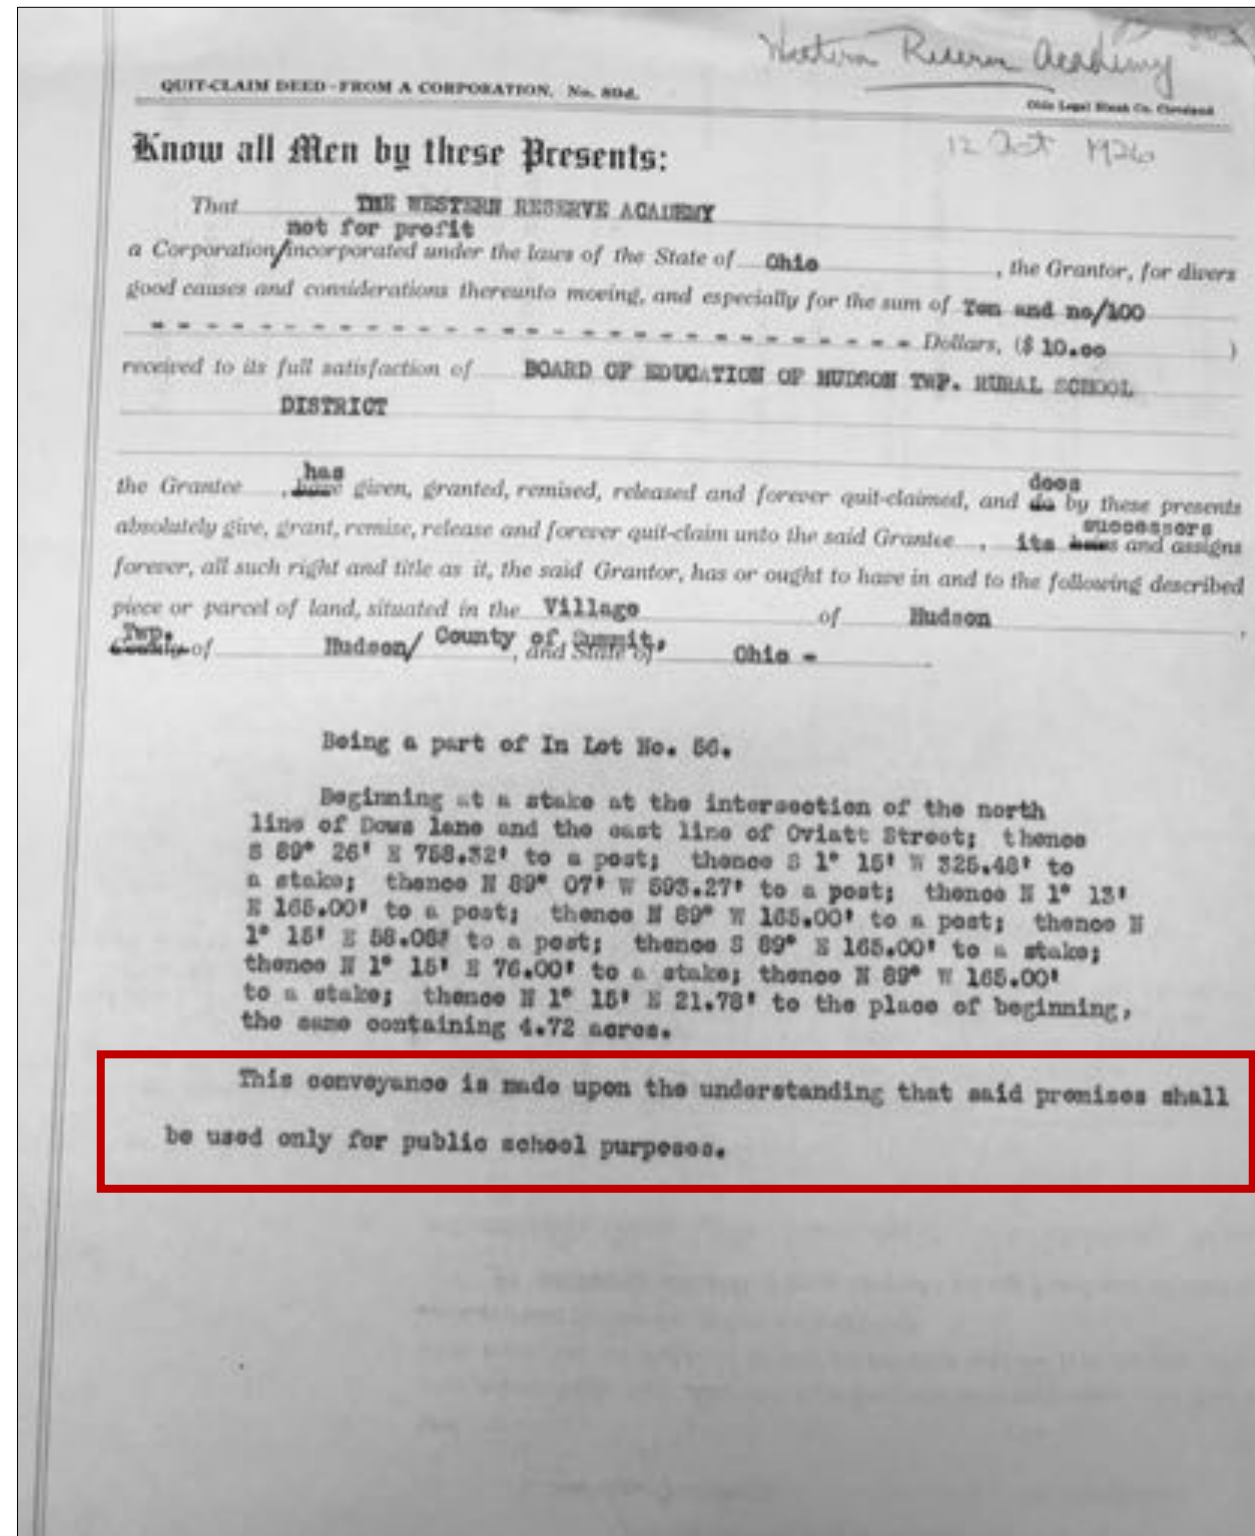 Western Reserve Academy
QUIT-CLAIM DEED-FROM A CORPORATION, No. 80d.
Ohio Legal Blank Co. Cleveland
12 Oct 1926
Know all Men by these Presents:
That THE WESTERN RESERVE ACADEMY
not for profit
a Corporation/incorporated under the laws of the State of Ohio, the Grantor, for divers
good causes and considerations thereunto moving, and especially for the sum of Ten and no/100
- - - - - - - - - - - - - - - - - - - - - - - - - - - - Dollars, ($ 10.00 )
received to its full satisfaction of BOARD OF EDUCATION OF HUDSON TWP. RURAL SCHOOL
DISTRICT
has does
the Grantee , have given, granted, remised, released and forever quit-claimed, and do by these presents
successors
absolutely give, grant, remise, release and forever quit-claim unto the said Grantee , its heirs and assigns
forever, all such right and title as it, the said Grantor, has or ought to have in and to the following described
piece or parcel of land, situated in the Village of Hudson ,
Twp. County of Summit,
County of Hudson/ , and State of Ohio -
Being a part of In Lot No. 56.
Beginning at a stake at the intersection of the north
line of Dows lane and the east line of Oviatt Street; thence
S 89° 26' E 758.32' to a post; thence S 1° 15' W 325.48' to
a stake; thence N 89° 07' W 593.27' to a post; thence N 1° 13'
E 165.00' to a post; thence N 89° W 165.00' to a post; thence N
1° 15' E 58.08' to a post; thence S 89° E 165.00' to a stake;
thence N 1° 15' E 76.00' to a stake; thence N 89° W 165.00'
to a stake; thence N 1° 15' E 21.78' to the place of beginning,
the same containing 4.72 acres.
This conveyance is made upon the understanding that said premises shall
be used only for public school purposes.